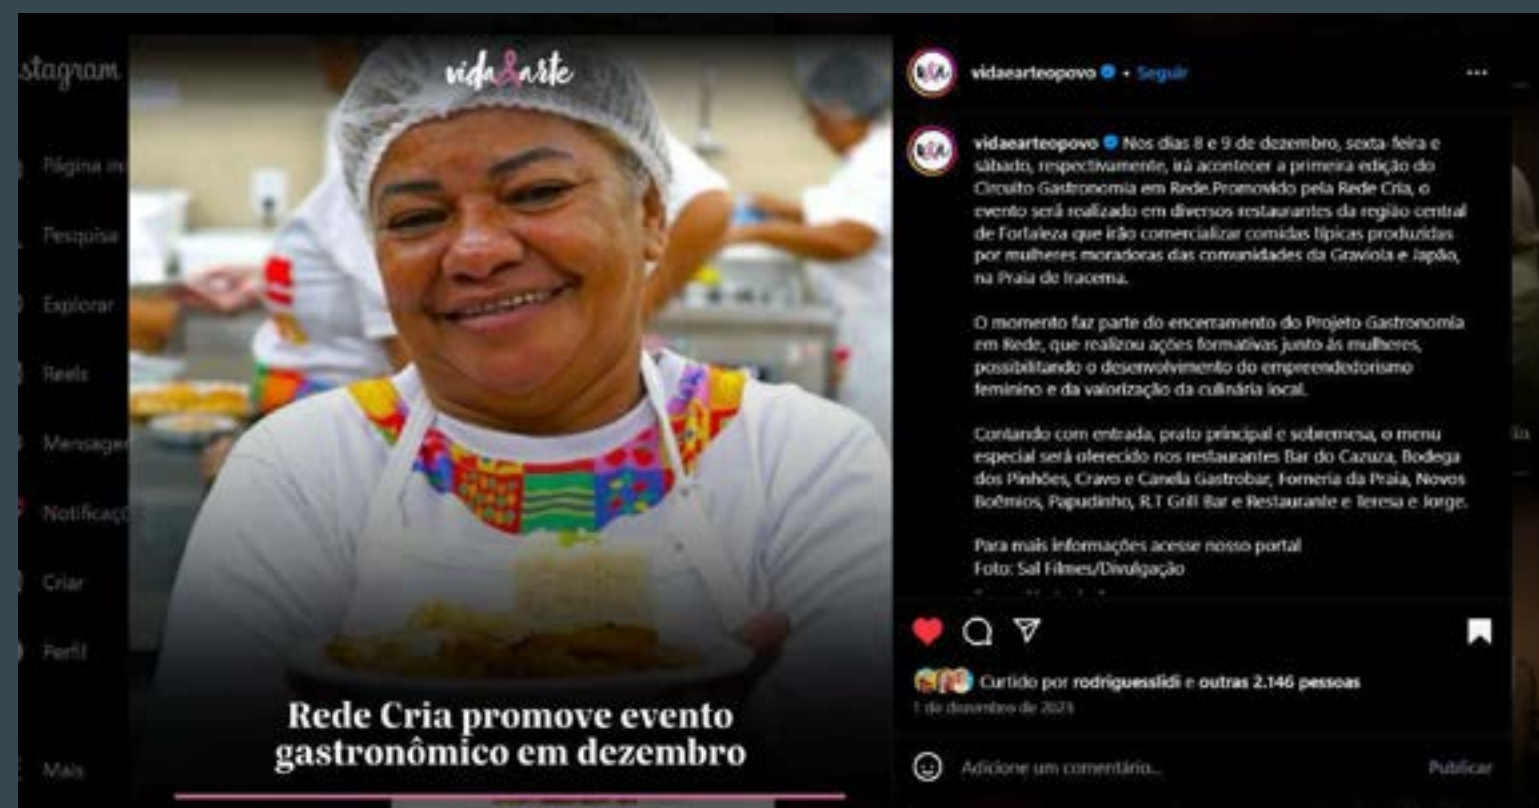 stagram
Página in
Pesquisa
Explorar
Reels
Mensagen
Notificaçõ
Criar
Perfil
Mais
vida&arte
Rede Cria promove evento
gastronômico em dezembro
vidaearteopovo • Seguir
vidaearteopovo Nos dias 8 e 9 de dezembro, sexta-feira e
sábado, respectivamente, irá acontecer a primeira edição do
Circuito Gastronomia em Rede.Promovido pela Rede Cria, o
evento será realizado em diversos restaurantes da região central
de Fortaleza que irão comercializar comidas típicas produzidas
por mulheres moradoras das comunidades da Graviola e Japão,
na Praia de Iracema.
O momento faz parte do encerramento do Projeto Gastronomia
em Rede, que realizou ações formativas junto às mulheres,
possibilitando o desenvolvimento do empreendedorismo
feminino e da valorização da culinária local.
Contando com entrada, prato principal e sobremesa, o menu
especial será oferecido nos restaurantes Bar do Cazuza, Bodega
dos Pinhões, Cravo e Canela Gastrobar, Forneria da Praia, Novos
Boêmios, Papudinho, R.T Grill Bar e Restaurante e Teresa e Jorge.
Para mais informações acesse nosso portal
Foto: Sal Filmes/Divulgação
Curtido por rodriguesslidi e outras 2.146 pessoas
1 de dezembro de 2023
Adicione um comentário...
Publicar